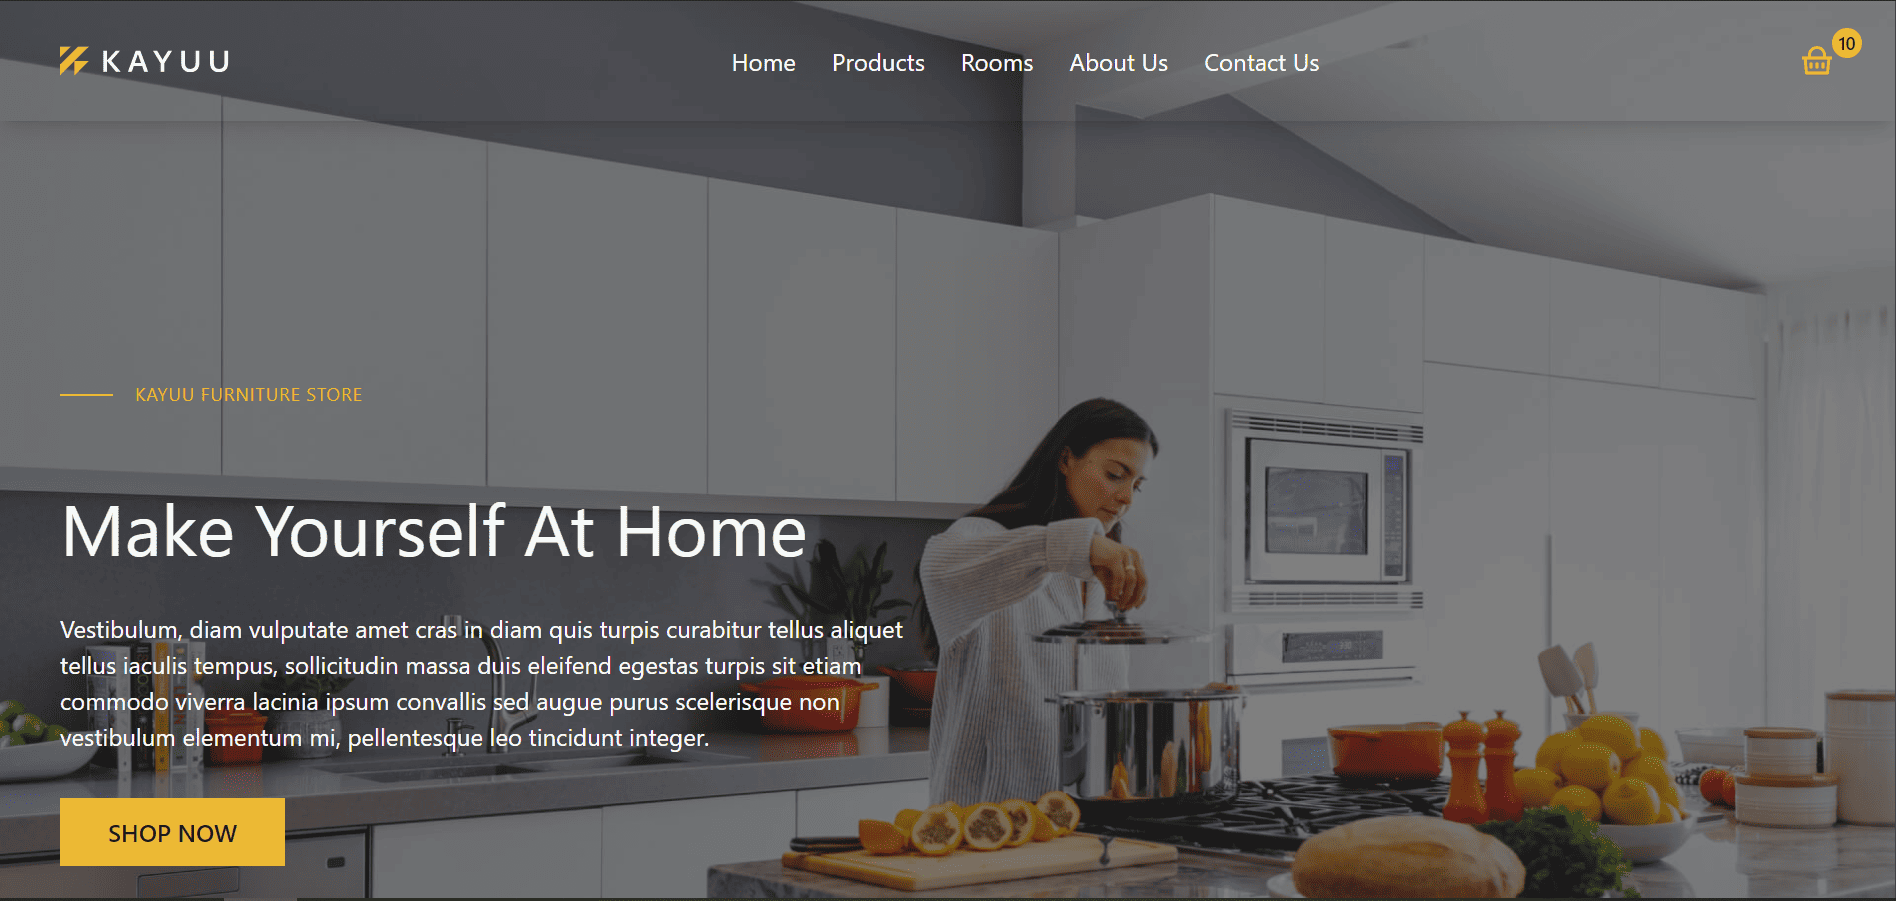 KAYUU
Home Products Rooms About Us Contact Us
10
KAYUU FURNITURE STORE
Make Yourself At Home
Vestibulum, diam vulputate amet cras in diam quis turpis curabitur tellus aliquet
tellus iaculis tempus, sollicitudin massa duis eleifend egestas turpis sit etiam
commodo viverra lacinia ipsum convallis sed augue purus scelerisque non
vestibulum elementum mi, pellentesque leo tincidunt integer.
SHOP NOW